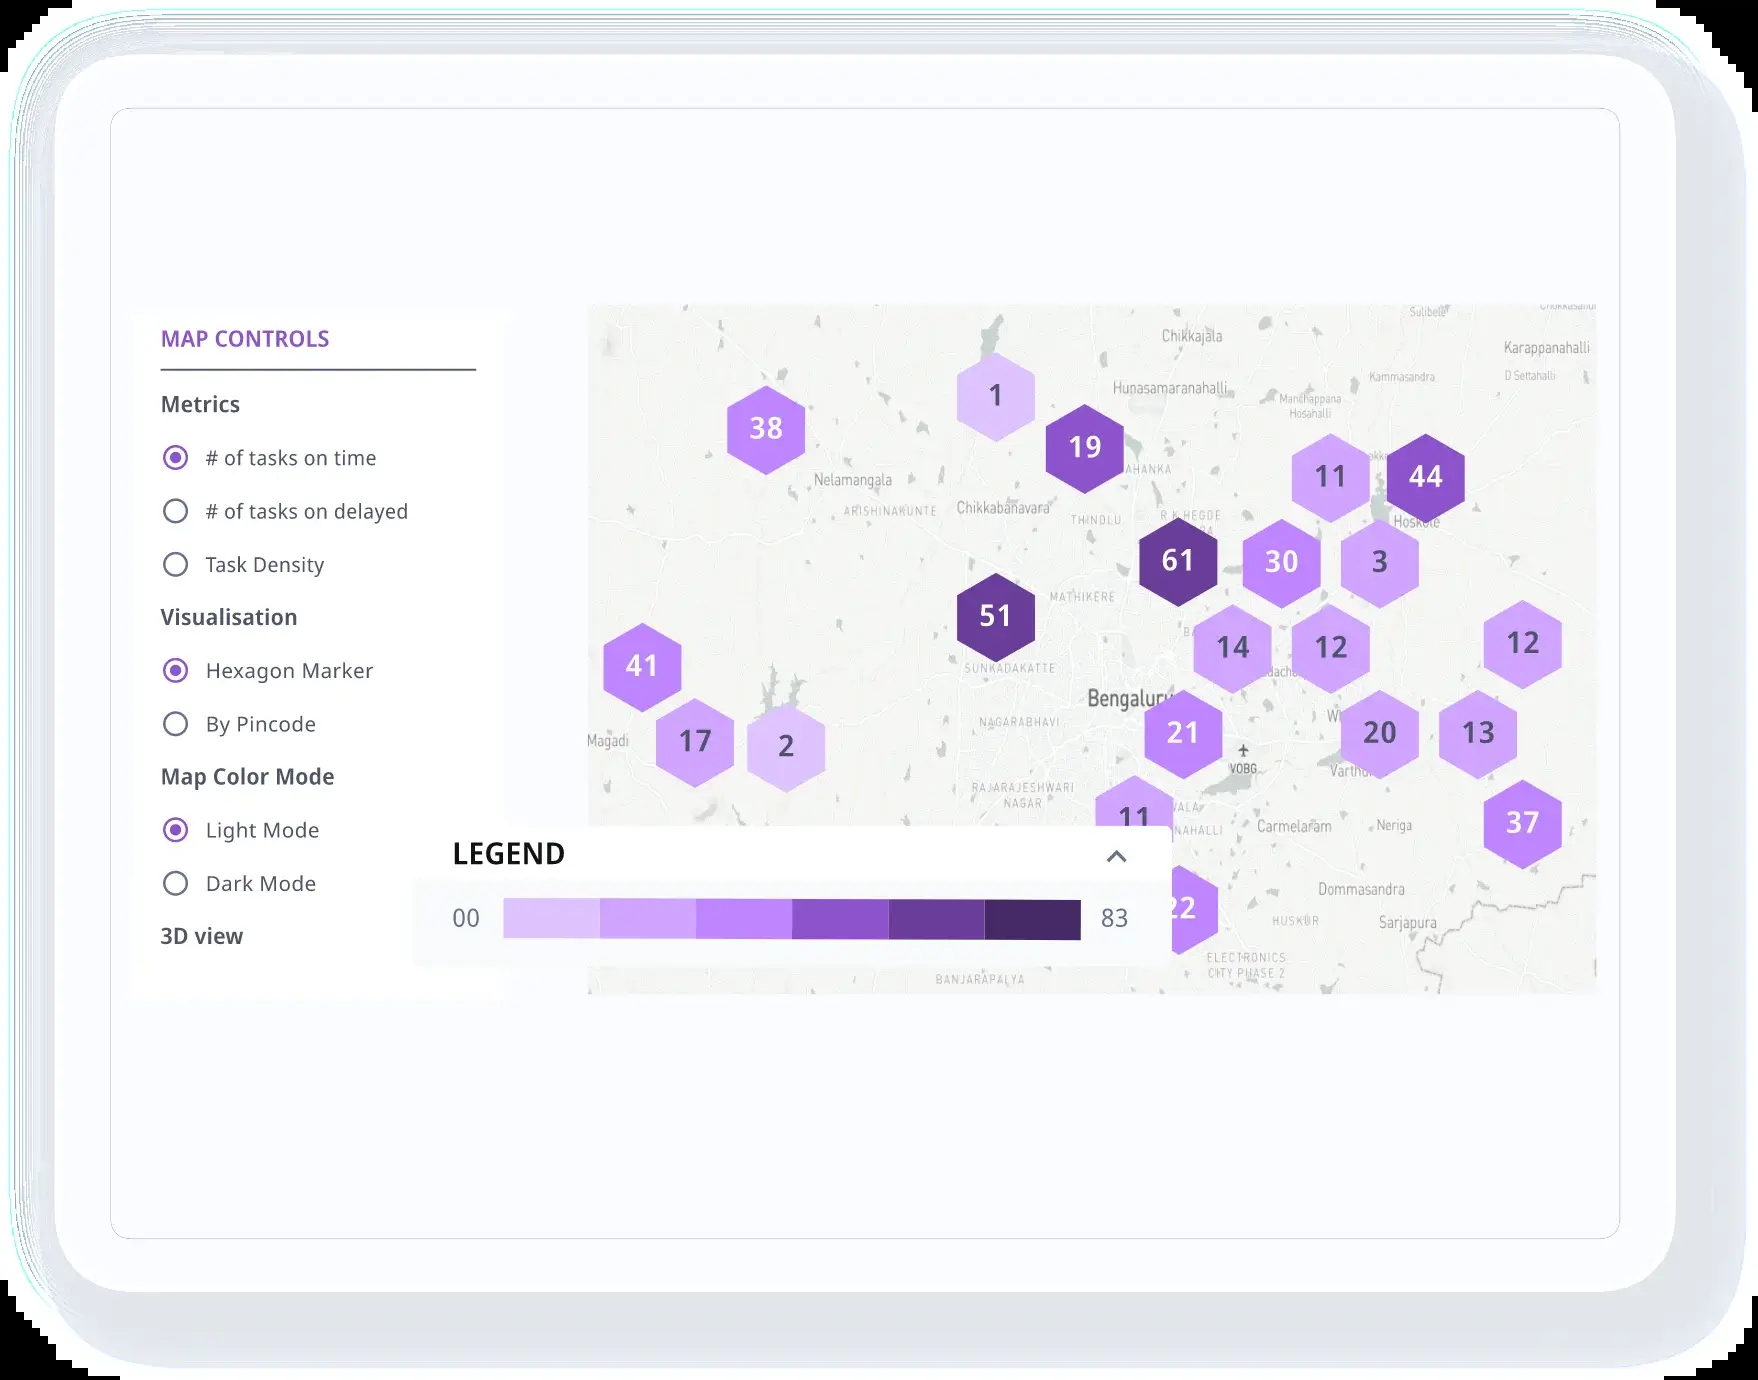 MAP CONTROLS
Metrics
# of tasks on time
# of tasks on delayed
Task Density
Visualisation
Hexagon Marker
By Pincode
Map Color Mode
Light Mode
Dark Mode
3D view
Sulibele
Chikkajala
Karappanahalli
Kammasandra
D Settahalli
1
Hunasamaranahalli
Manchappana
Hosahalli
38
19
AHANKA
11
44
Nelamangala
ARISHINAKUNTE
Chikkabanavara
THINDLU
R K HEGDE
Hoskote
61
30
3
MATHIKERE
51
14
12
12
41
SUNKADAKATTE
Bengaluru
17
2
Magadi
NAGARABHAVI
21
20
13
VOBG
RAJARAJESHWARI
NAGAR
11
NAHALLI
Carmelaram
Neriga
37
LEGEND
00
83
22
Dommasandra
HUSKUR
Sarjapura
ELECTRONICS
CITY PHASE 2
BANJARAPALYA